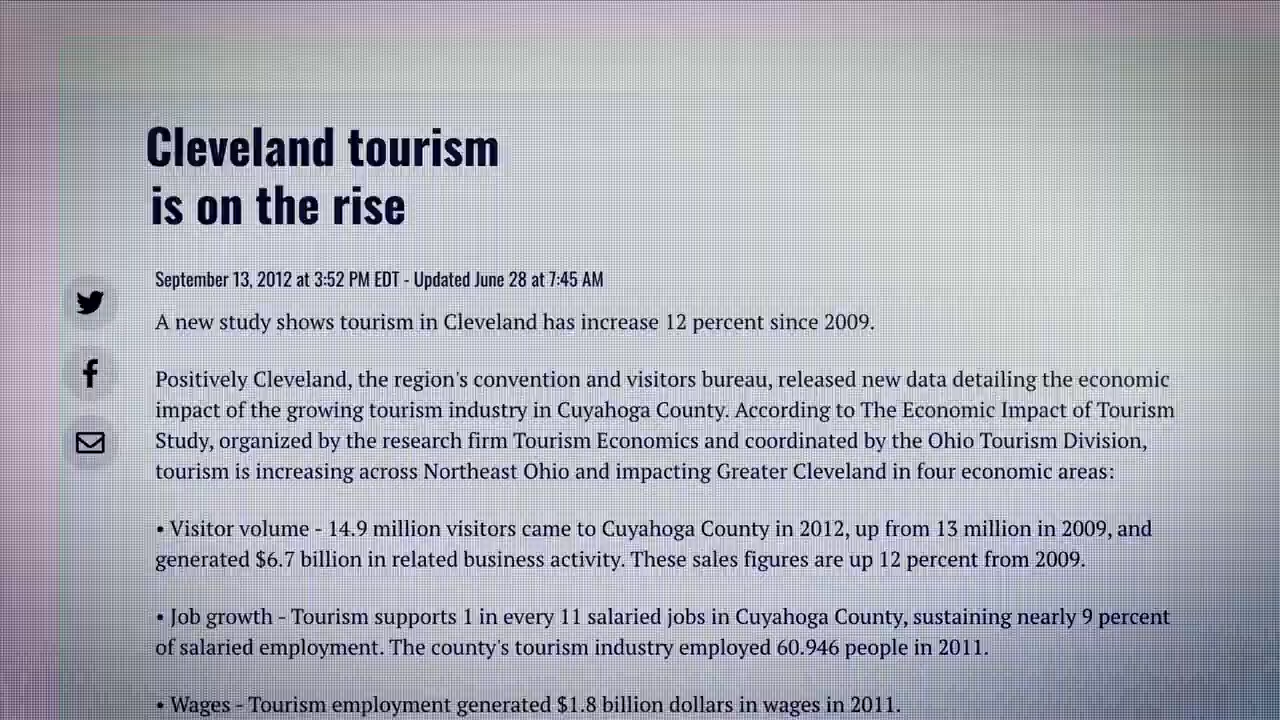 Cleveland tourism
is on the rise
September 13, 2012 at 3:52 PM EDT - Updated June 28 at 7:45 AM
A new study shows tourism in Cleveland has increase 12 percent since 2009.
Positively Cleveland, the region's convention and visitors bureau, released new data detailing the economic
impact of the growing tourism industry in Cuyahoga County. According to The Economic Impact of Tourism
Study, organized by the research firm Tourism Economics and coordinated by the Ohio Tourism Division,
tourism is increasing across Northeast Ohio and impacting Greater Cleveland in four economic areas:
• Visitor volume - 14.9 million visitors came to Cuyahoga County in 2012, up from 13 million in 2009, and
generated $6.7 billion in related business activity. These sales figures are up 12 percent from 2009.
• Job growth - Tourism supports 1 in every 11 salaried jobs in Cuyahoga County, sustaining nearly 9 percent
of salaried employment. The county's tourism industry employed 60.946 people in 2011.
• Wages - Tourism employment generated $1.8 billion dollars in wages in 2011.